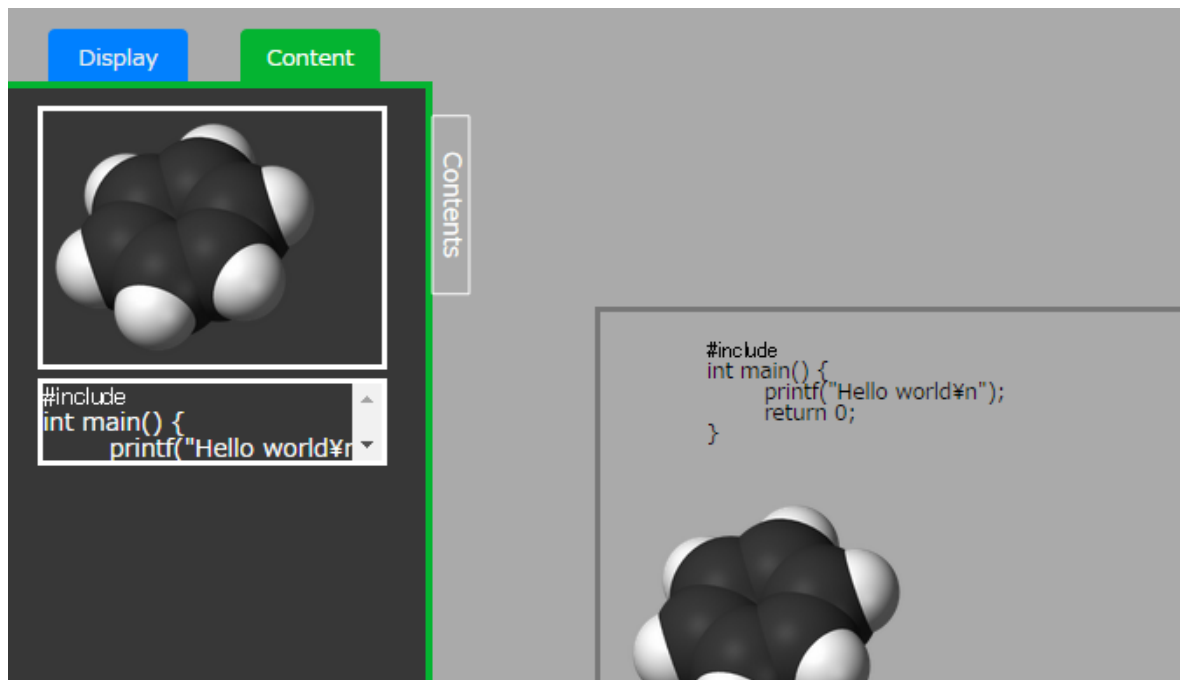 Display
Content
Contents
#include
int main() {
printf("Hello world¥n
#include
int main() {
printf("Hello world¥n");
return 0;
}